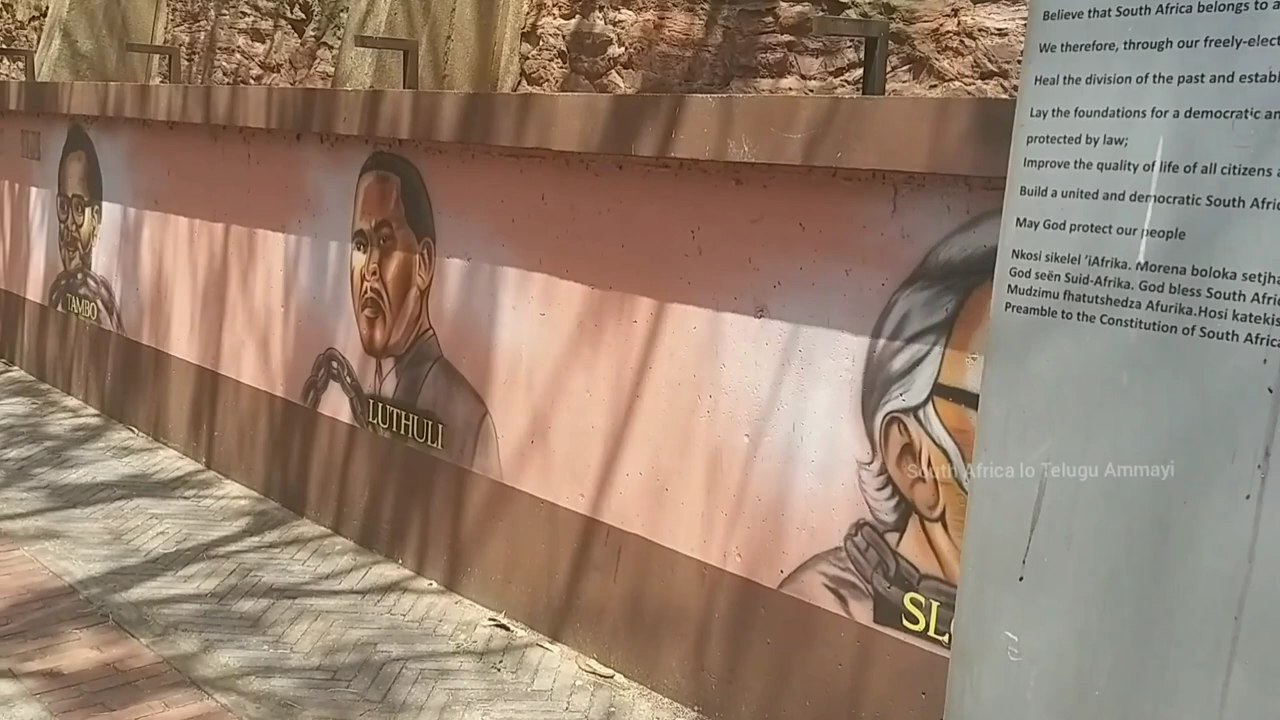 Believe that South Africa belongs to a
We therefore, through our freely-elect
Heal the division of the past and establ
Lay the foundations for a democratic an
protected by law;
Improve the quality of life of all citizens a
Build a united and democratic South Afric
May God protect our people
Nkosi sikelel 'iAfrika. Morena boloka setjha
God seën Suid-Afrika. God bless South Afri
Mudzimu fhatutshedza Afurika.Hosi katekis
Preamble to the Constitution of South Africa
TAMBO
LUTHULI
SL
South Africa lo Telugu Ammayi